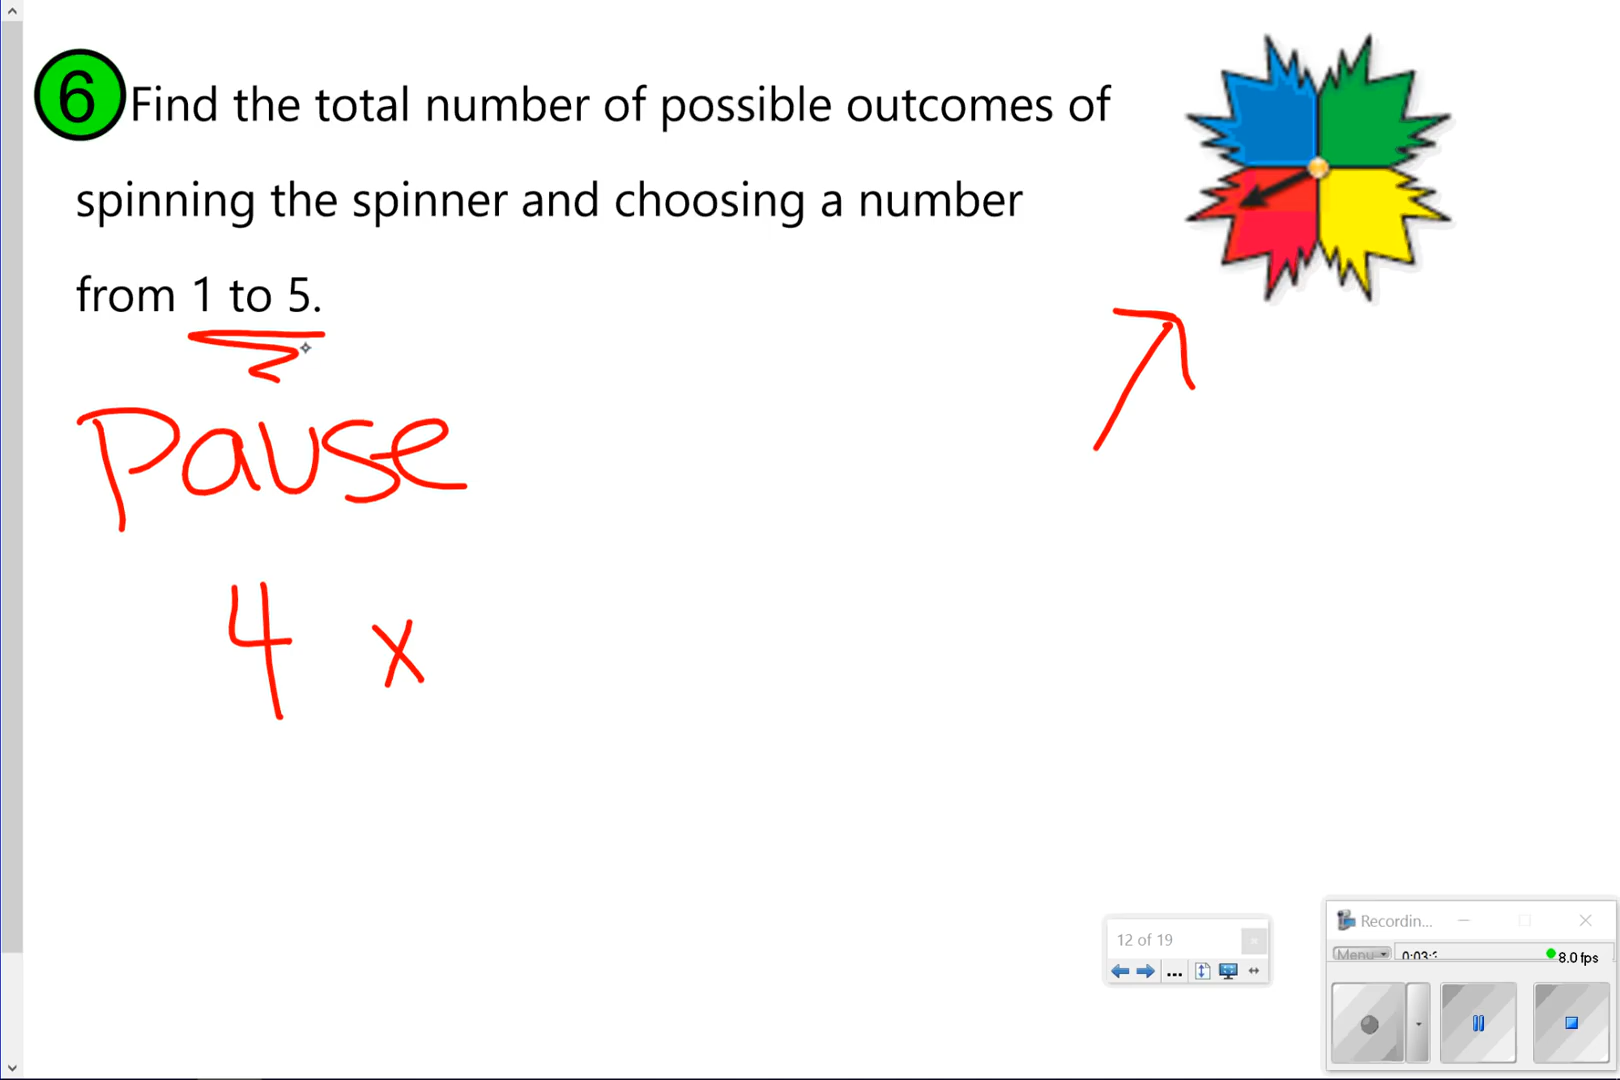 6 Find the total number of possible outcomes of
spinning the spinner and choosing a number
from 1 to 5.
Pause
4 x
12 of 19
...
Recordin...
Menu
8.0 fps